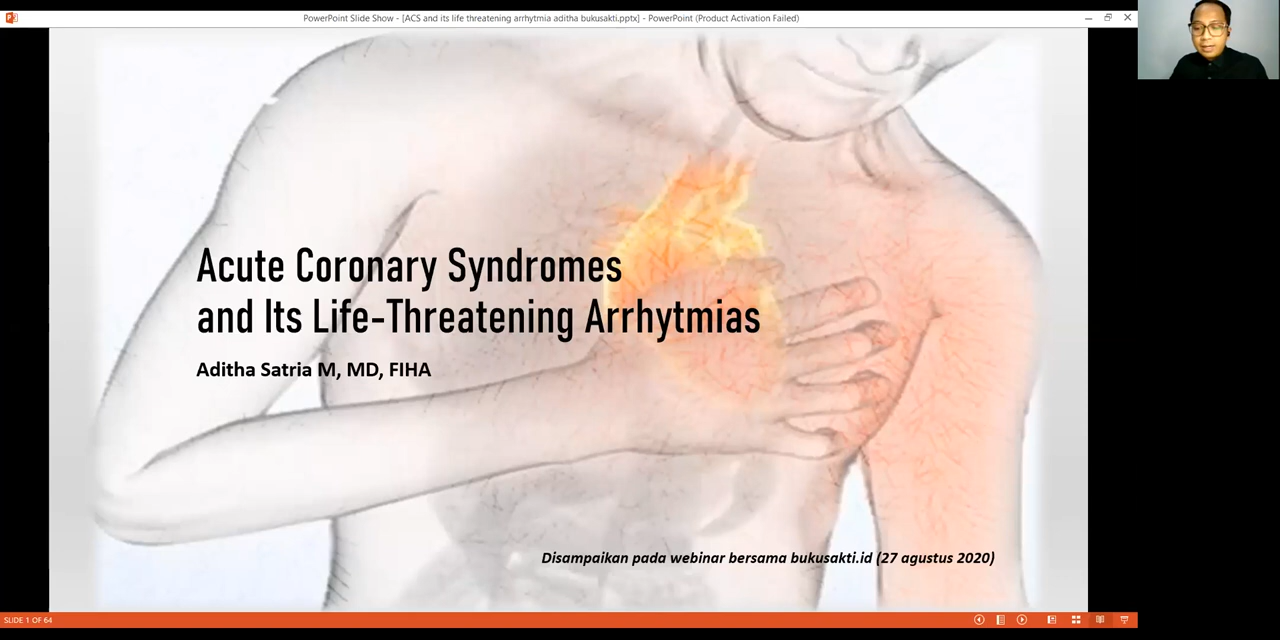 PowerPoint Slide Show - [ACS and its life threatening arrhytmia aditha bukusakti.pptx] - PowerPoint (Product Activation Failed)
Acute Coronary Syndromes
and Its Life-Threatening Arrhytmias
Aditha Satria M, MD, FIHA
Disampaikan pada webinar bersama bukusakti.id (27 agustus 2020)
SLIDE 1 OF 64